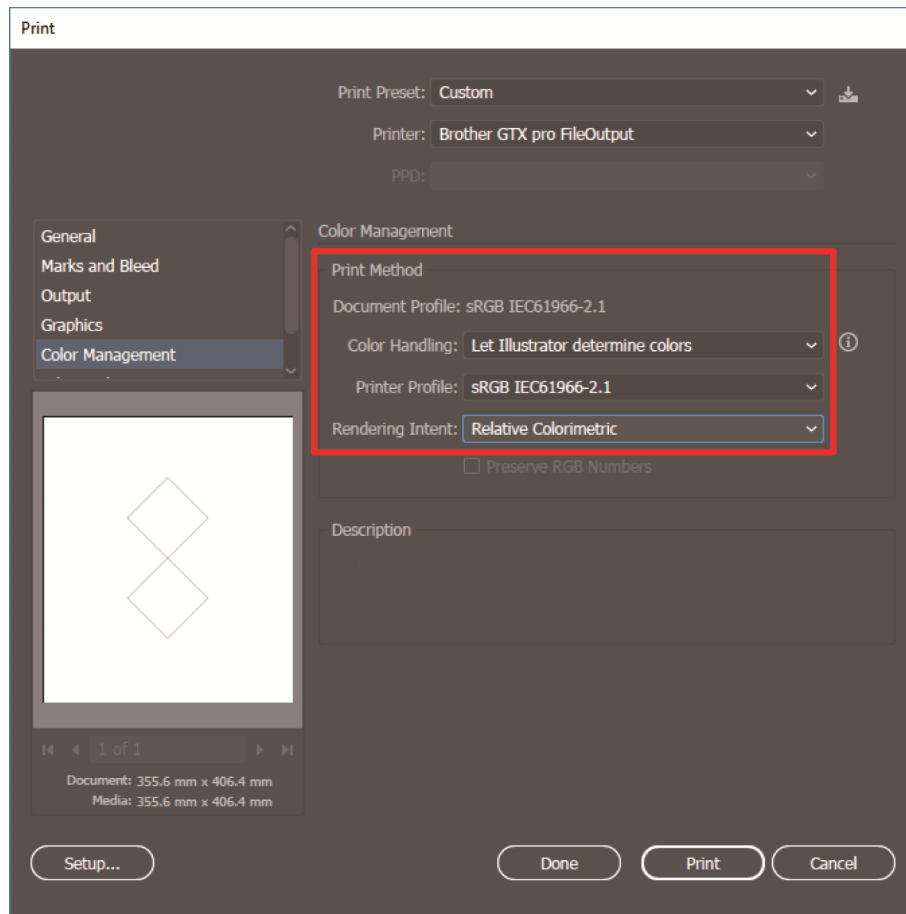 Print
Print Preset: Custom
Printer: Brother GTX pro FileOutput
PPD:
General
Marks and Bleed
Output
Graphics
Color Management
Color Management
Print Method
Document Profile: sRGB IEC61966-2.1
Color Handling: Let Illustrator determine colors
Printer Profile: sRGB IEC61966-2.1
Rendering Intent: Relative Colorimetric
Preserve RGB Numbers
Description
1 of 1
Document: 355.6 mm x 406.4 mm
Media: 355.6 mm x 406.4 mm
Setup...
Done
Print
Cancel